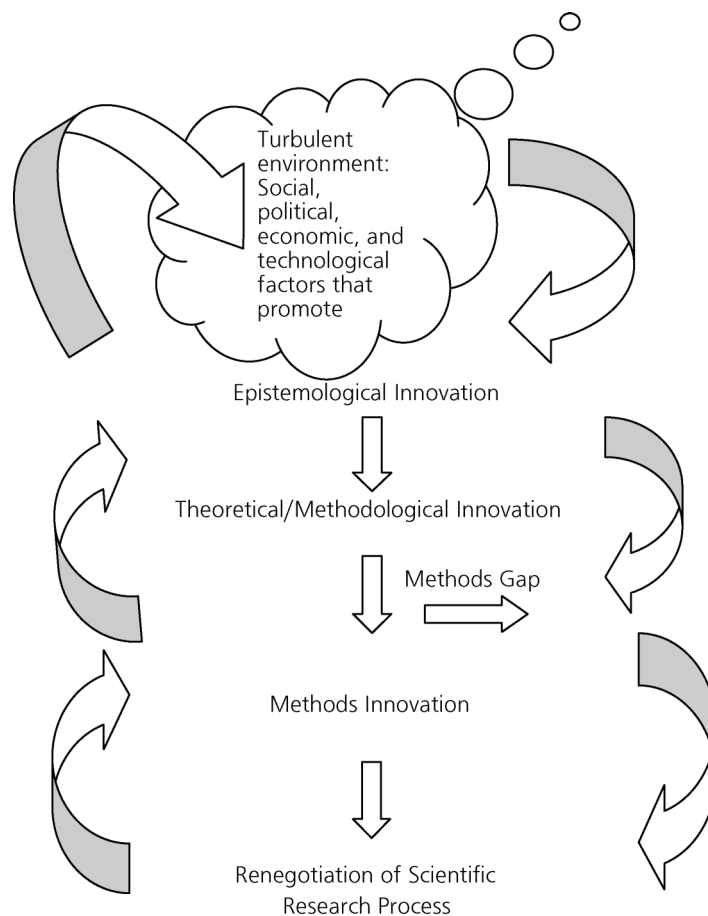 Turbulent
environment:
Social,
political,
economic, and
technological
factors that
promote
Epistemological Innovation
Theoretical/Methodological Innovation
Methods Gap
Methods Innovation
Renegotiation of Scientific
Research Process